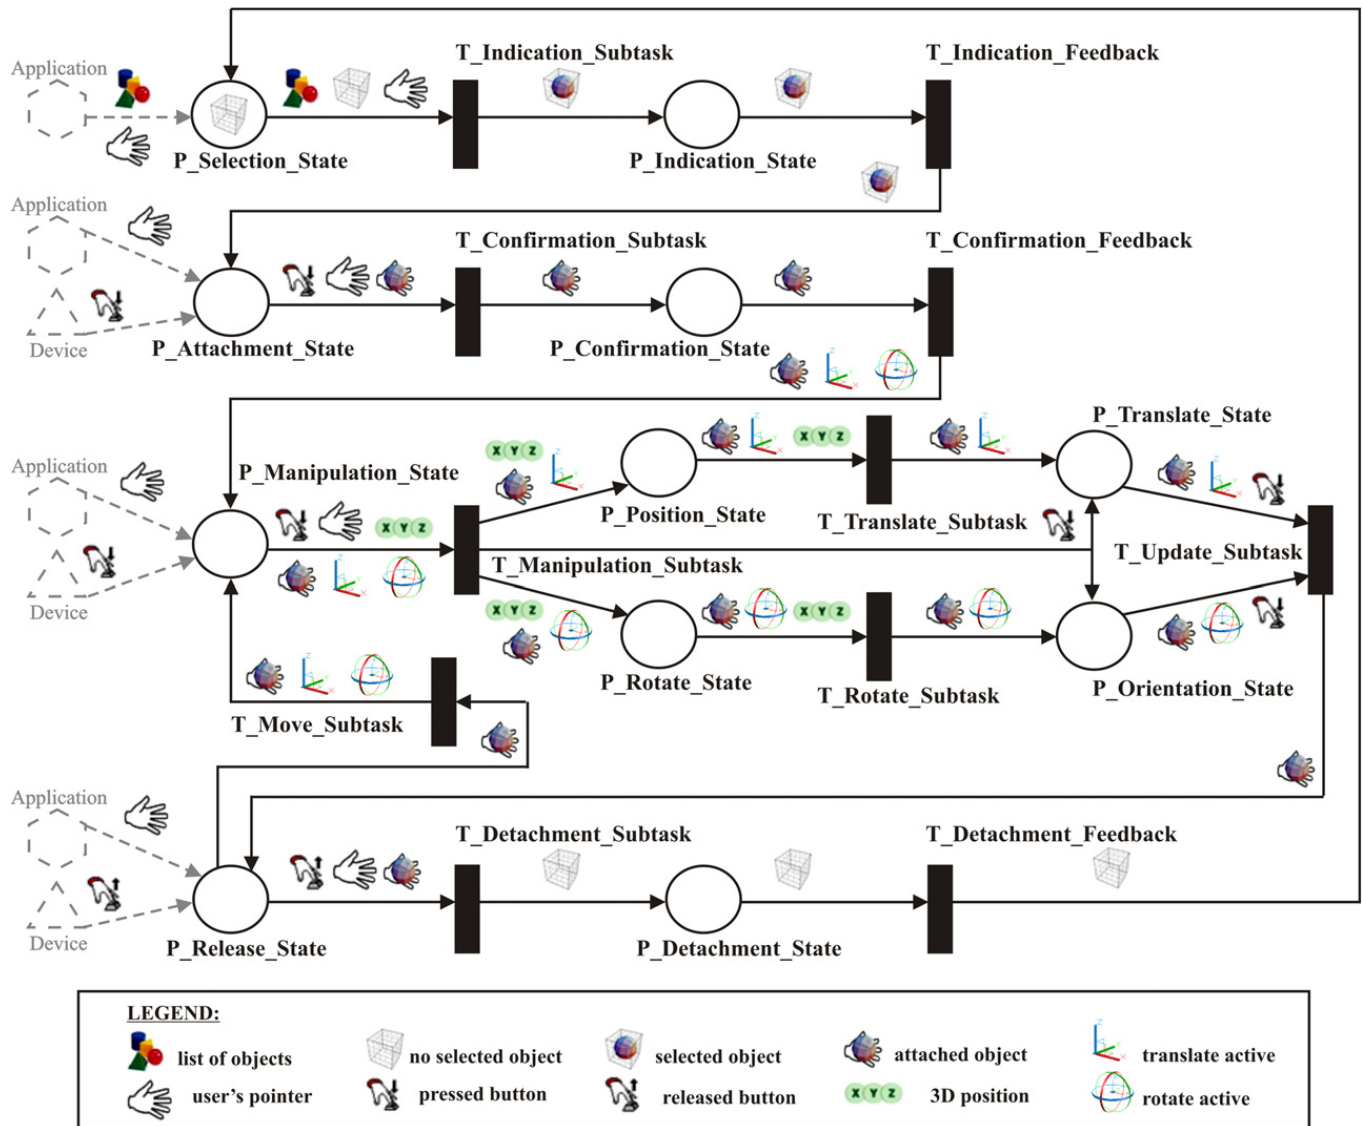 T_Indication_Subtask
T_Indication_Feedback
Application
P_Selection_State
P_Indication_State
Application
T_Confirmation_Subtask
T_Confirmation_Feedback
Device
P_Attachment_State
P_Confirmation_State
P_Translate_State
Application
P_Manipulation_State
X Y Z
X Y Z
P_Position_State
X Y Z
T_Translate_Subtask
T_Manipulation_Subtask
T_Update_Subtask
Device
X Y Z
X Y Z
P_Rotate_State
T_Rotate_Subtask
P_Orientation_State
T_Move_Subtask
Application
T_Detachment_Subtask
T_Detachment_Feedback
Device
P_Release_State
P_Detachment_State
LEGEND:
list of objects
no selected object
selected object
attached object
translate active
user's pointer
pressed button
released button
X Y Z
3D position
rotate active